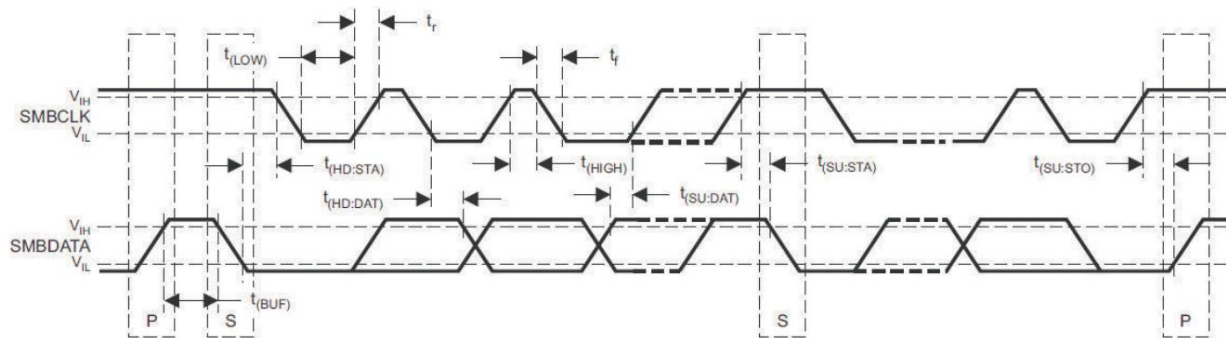 t(LOW)
tr
tf
VIH
SMBCLK
VIL
t(HD:STA)
t(HIGH)
t(SU:STA)
t(SU:STO)
t(HD:DAT)
t(SU:DAT)
VIH
SMBDATA
VIL
t(BUF)
P
S
S
P